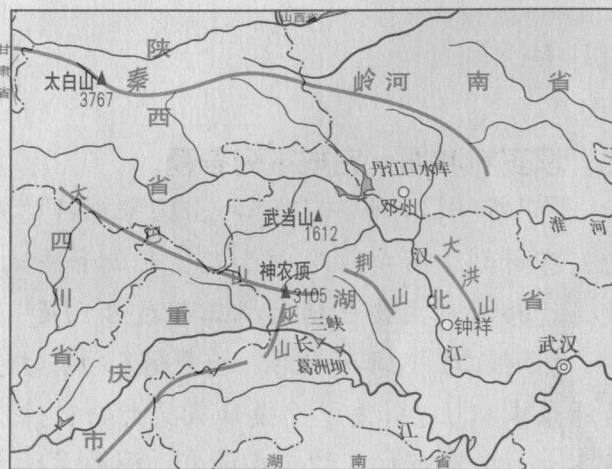 山西省
甘肃省
陕西省
太白山
3767
秦岭
河南省
丹江口水库
邓州
淮河
四川省
大巴山
武当山
1612
神农顶
3105
荆山
汉江
大洪山
湖北省
钟祥
武汉
重庆市
巫山
三峡
长江
葛洲坝
湖南省